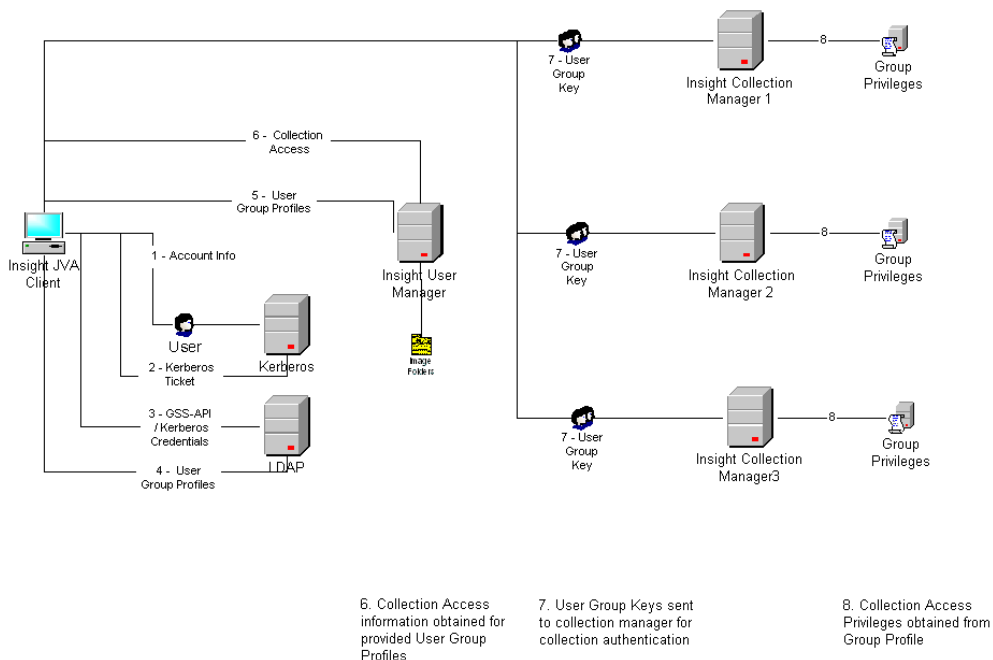 8
7 - User
Group
Key
Insight Collection
Manager 1
Group
Privileges
6 - Collection
Access
5 - User
Group Profiles
Insight JVA
Client
1 - Account Info
Insight User
Manager
8
7 - User
Group
Key
Insight Collection
Manager 2
Group
Privileges
User
Kerberos
Image
Folders
2 - Kerberos
Ticket
3 - GSS-API
/ Kerberos
Credentials
LDAP
4 - User
Group Profiles
8
7 - User
Group
Key
Insight Collection
Manager3
Group
Privileges
6. Collection Access
information obtained for
provided User Group
Profiles
7. User Group Keys sent
to collection manager for
collection authentication
8. Collection Access
Privileges obtained from
Group Profile